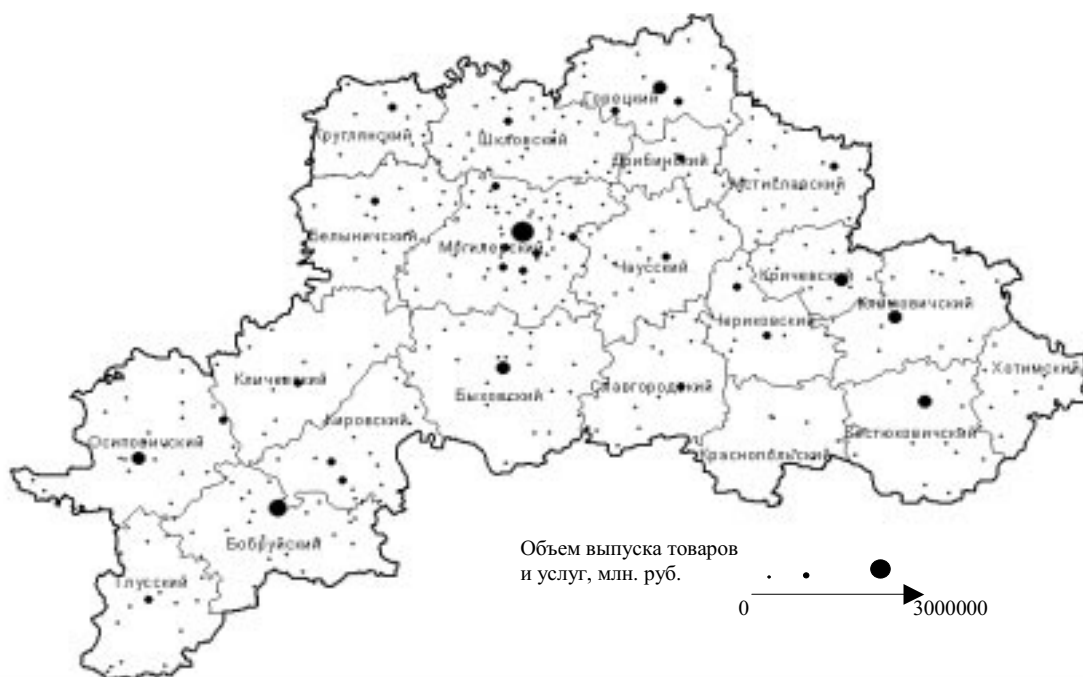 Горецкий
Круглянский
Шкловский
Дрибинский
Мстиславский
Белыничский
Могилевский
Чаусский
Кричевский
Климовичский
Чериковский
Хотимский
Кличевский
Быховский
Славгородский
Кировский
Осиповичский
Костюковичский
Краснопольский
Бобруйский
Глусский
Объем выпуска товаров
и услуг, млн. руб.
0 3000000